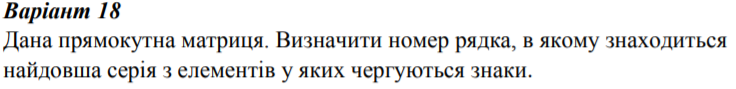 Варіант 18
Дана прямокутна матриця. Визначити номер рядка, в якому знаходиться
найдовша серія з елементів у яких чергуються знаки.